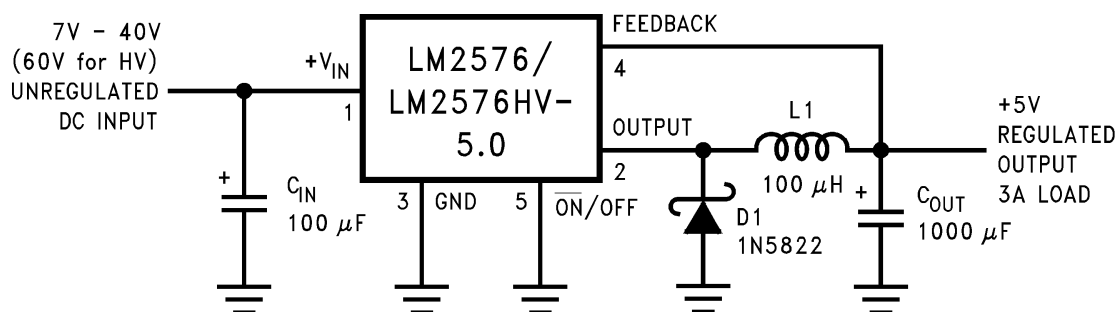 7V – 40V
(60V for HV)
UNREGULATED
DC INPUT
+VIN
1
LM2576/
LM2576HV-
5.0
FEEDBACK
4
OUTPUT
2
3 GND
5 ON/OFF
+
CIN
100 μF
L1
100 μH
D1
1N5822
+
COUT
1000 μF
+5V
REGULATED
OUTPUT
3A LOAD